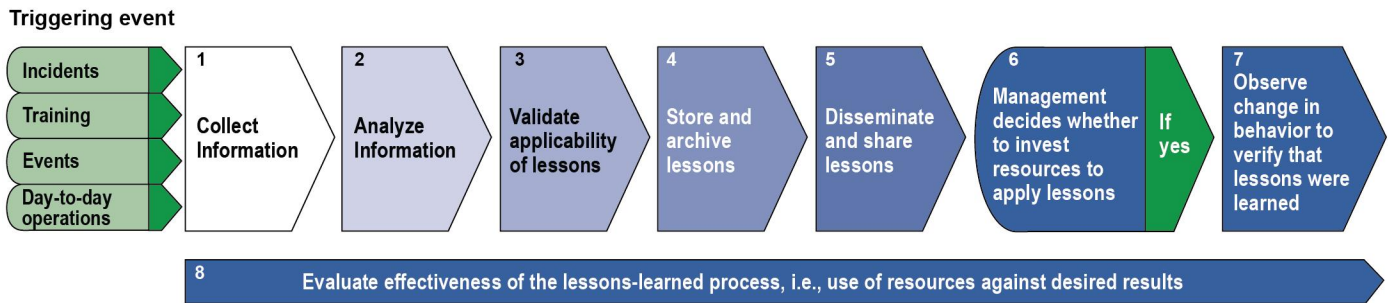 Triggering event
Incidents
Training
Events
Day-to-day
operations
1
Collect
Information
2
Analyze
Information
3
Validate
applicability
of lessons
4
Store and
archive
lessons
5
Disseminate
and share
lessons
6
Management
decides whether
to invest
resources to
apply lessons
If
yes
7
Observe
change in
behavior to
verify that
lessons were
learned
8
Evaluate effectiveness of the lessons-learned process, i.e., use of resources against desired results